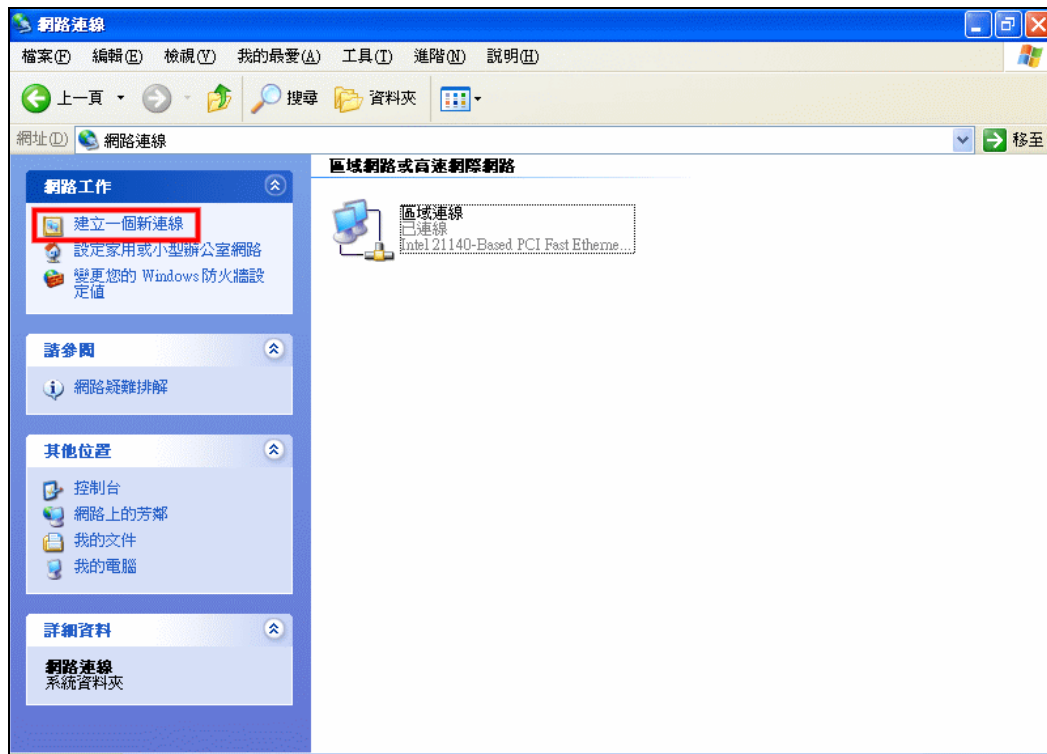 網路連線
檔案(F) 編輯(E) 檢視(V) 我的最愛(A) 工具(T) 進階(N) 說明(H)
上一頁 搜尋 資料夾
網址(D) 網路連線 移至
網路工作
建立一個新連線
設定家用或小型辦公室網路
變更您的 Windows 防火牆設
定值
請參閱
網路疑難排解
其他位置
控制台
網路上的芳鄰
我的文件
我的電腦
詳細資料
網路連線
系統資料夾
區域網路或高速網際網路
區域連線
已連線
Intel 21140-Based PCI Fast Etherne...